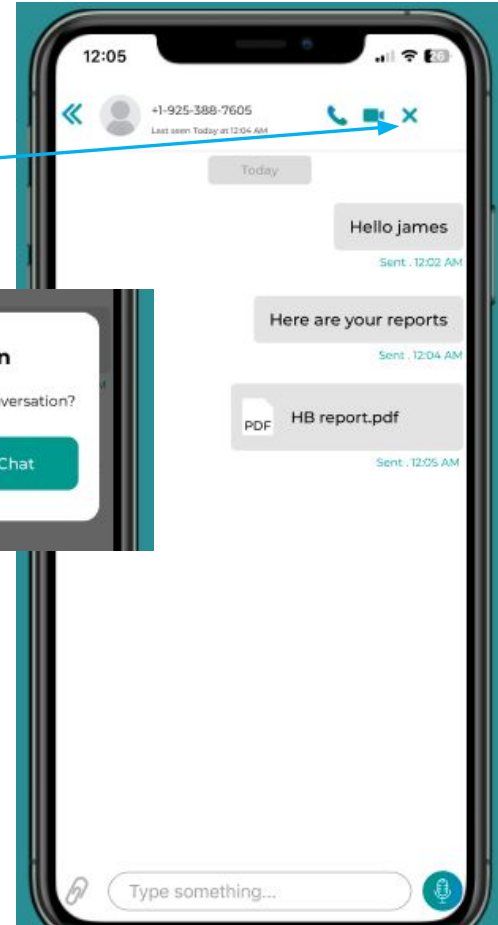 12:05
26
+1-925-388-7605
Last seen Today at 12:04 AM
Today
Hello james
Sent . 12:02 AM
n
versation?
Chat
Here are your reports
Sent . 12:04 AM
PDF
HB report.pdf
Sent . 12:05 AM
Type something...